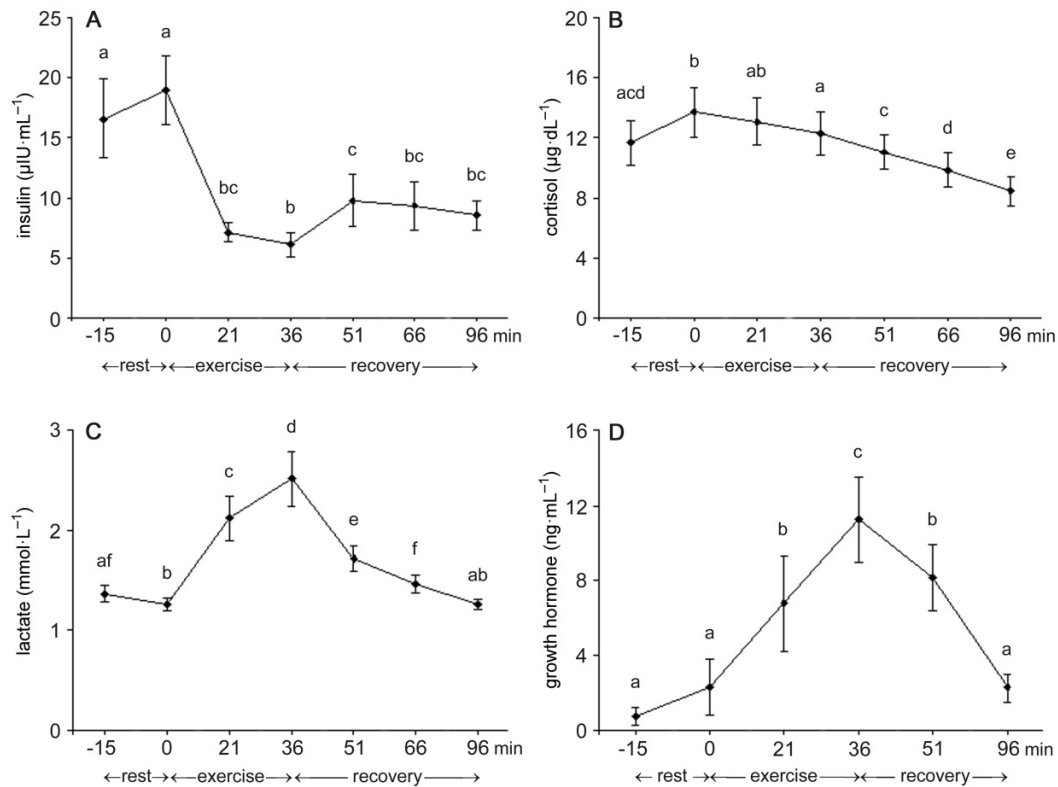 A
insulin (µIU·mL⁻¹)
25
20
15
10
5
0
a
a
bc
b
c
bc
bc
-15 0 21 36 51 66 96 min
←rest→←exercise→←recovery→
B
cortisol (µg·dL⁻¹)
20
16
12
8
4
0
acd
b
ab
a
c
d
e
-15 0 21 36 51 66 96 min
←rest→←exercise→←recovery→
C
lactate (mmol·L⁻¹)
3
2
1
0
af
b
c
d
e
f
ab
-15 0 21 36 51 66 96 min
←rest→←exercise→←recovery→
D
growth hormone (ng·mL⁻¹)
16
12
8
4
0
a
a
b
c
b
a
-15 0 21 36 51 96 min
←rest→←exercise→←recovery→